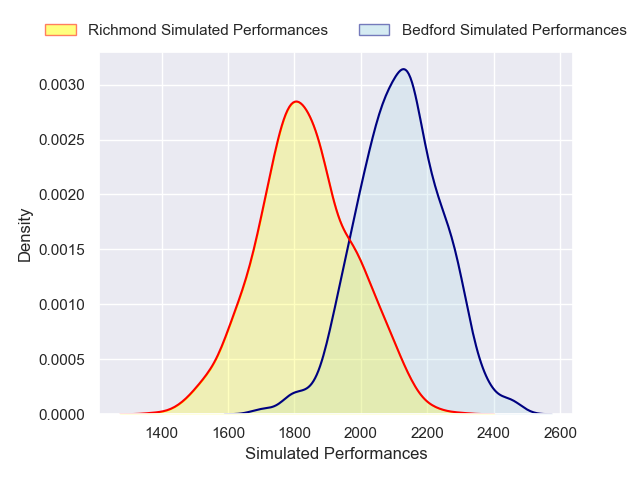 Richmond Simulated Performances Bedford Simulated Performances
0.0030
0.0025
0.0020
0.0015
0.0010
0.0005
0.0000
Density
1400 1600 1800 2000 2200 2400 2600
Simulated Performances